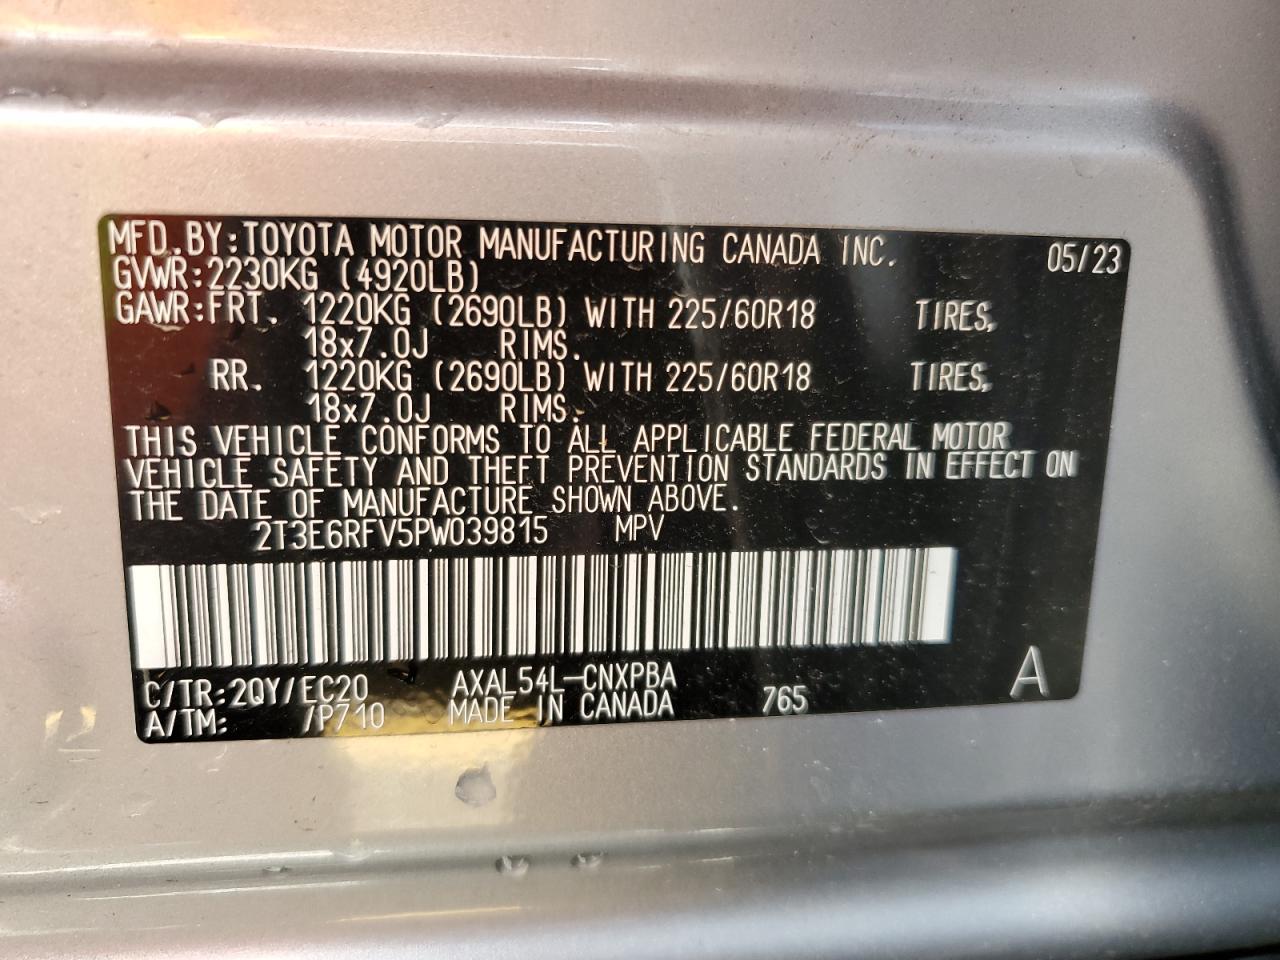 MFD.BY:TOYOTA MOTOR MANUFACTURING CANADA INC. 05/23
GVWR:2230KG (4920LB)
GAWR:FRT. 1220KG (2690LB) WITH 225/60R18 TIRES,
18x7.0J RIMS.
RR. 1220KG (2690LB) WITH 225/60R18 TIRES,
18x7.0J RIMS.
THIS VEHICLE CONFORMS TO ALL APPLICABLE FEDERAL MOTOR
VEHICLE SAFETY AND THEFT PREVENTION STANDARDS IN EFFECT ON
THE DATE OF MANUFACTURE SHOWN ABOVE.
2T3E6RFV5PW039815 MPV
C/TR:2QY/EC20 AXAL54L-CNXPBA
A/TM: /P710 MADE IN CANADA 765 A